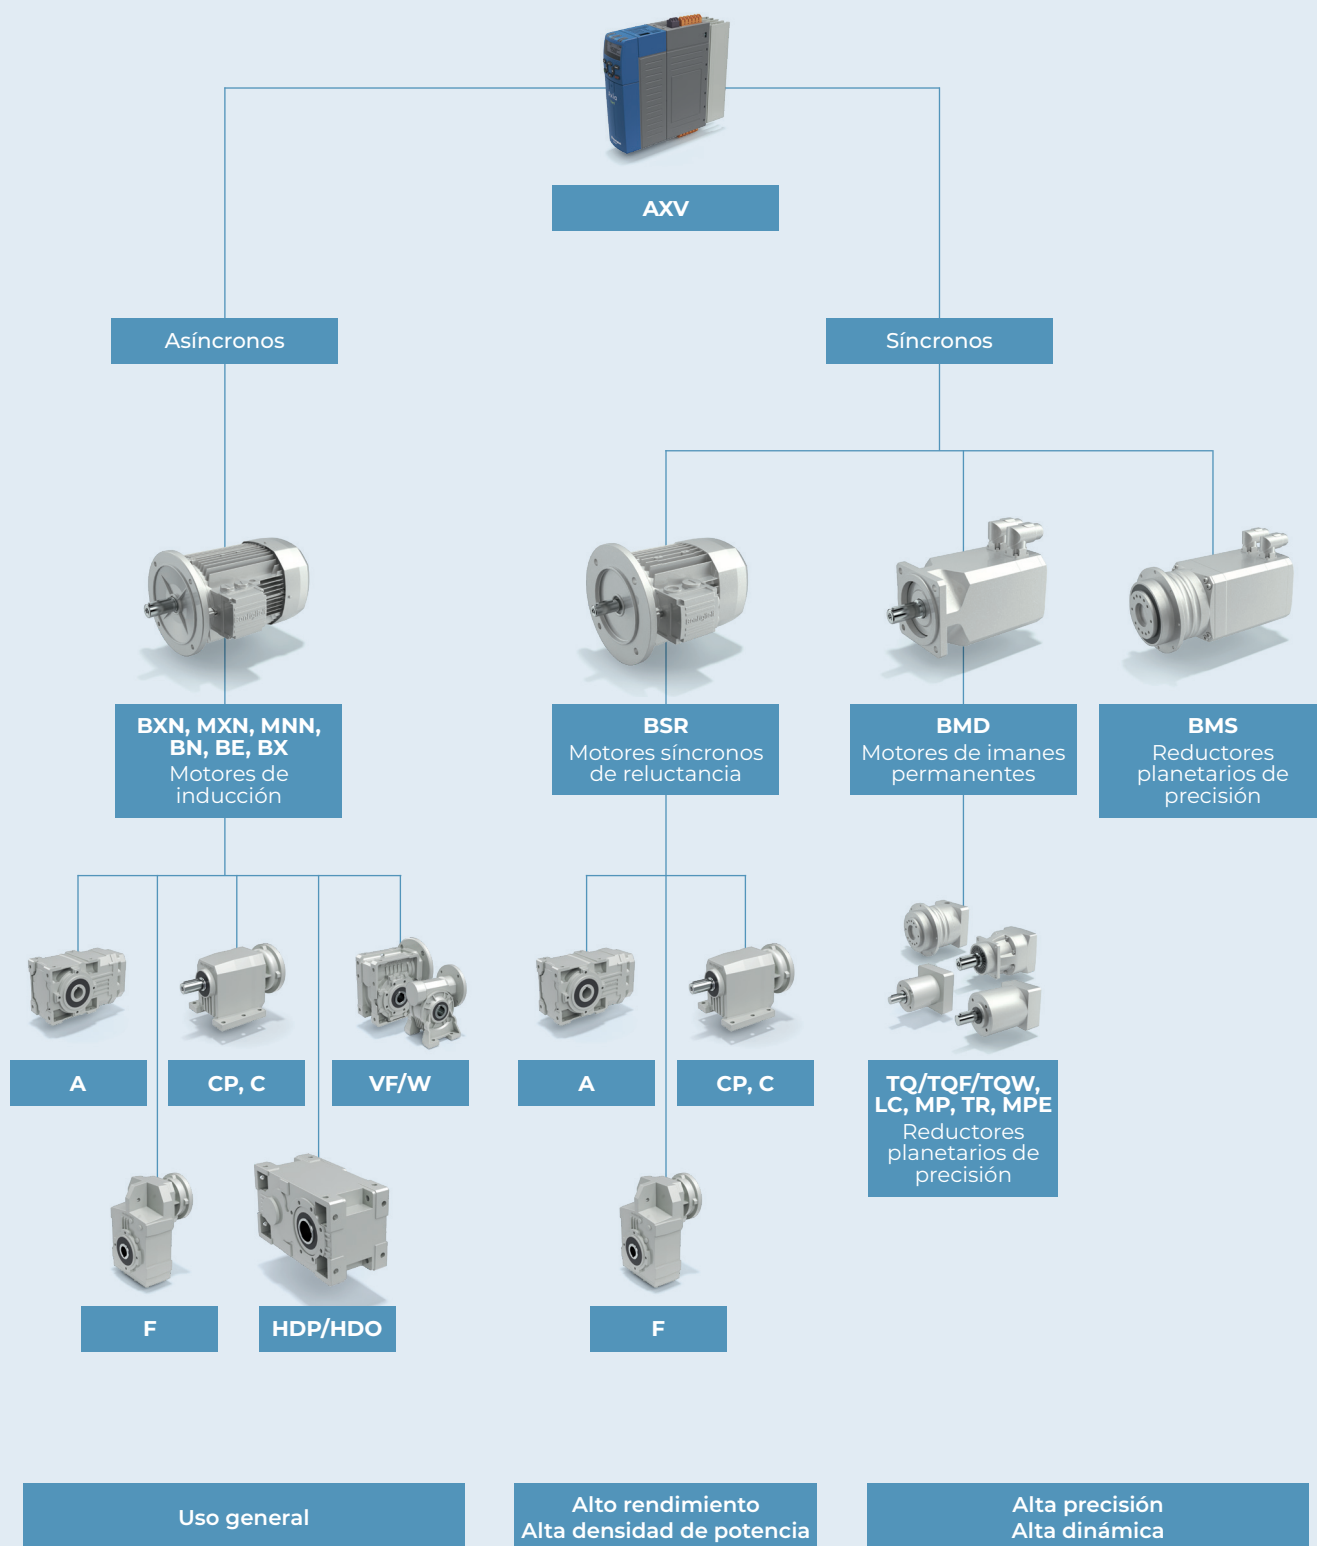 AXV
Asíncronos
Síncronos
BXN, MXN, MNN,
BN, BE, BX
Motores de
inducción
BSR
Motores síncronos
de reluctancia
BMD
Motores de imanes
permanentes
BMS
Reductores
planetarios de
precisión
A
CP, C
VF/W
A
CP, C
TQ/TQF/TQW,
LC, MP, TR, MPE
Reductores
planetarios de
precisión
F
HDP/HDO
F
Uso general
Alto rendimiento
Alta densidad de potencia
Alta precisión
Alta dinámica